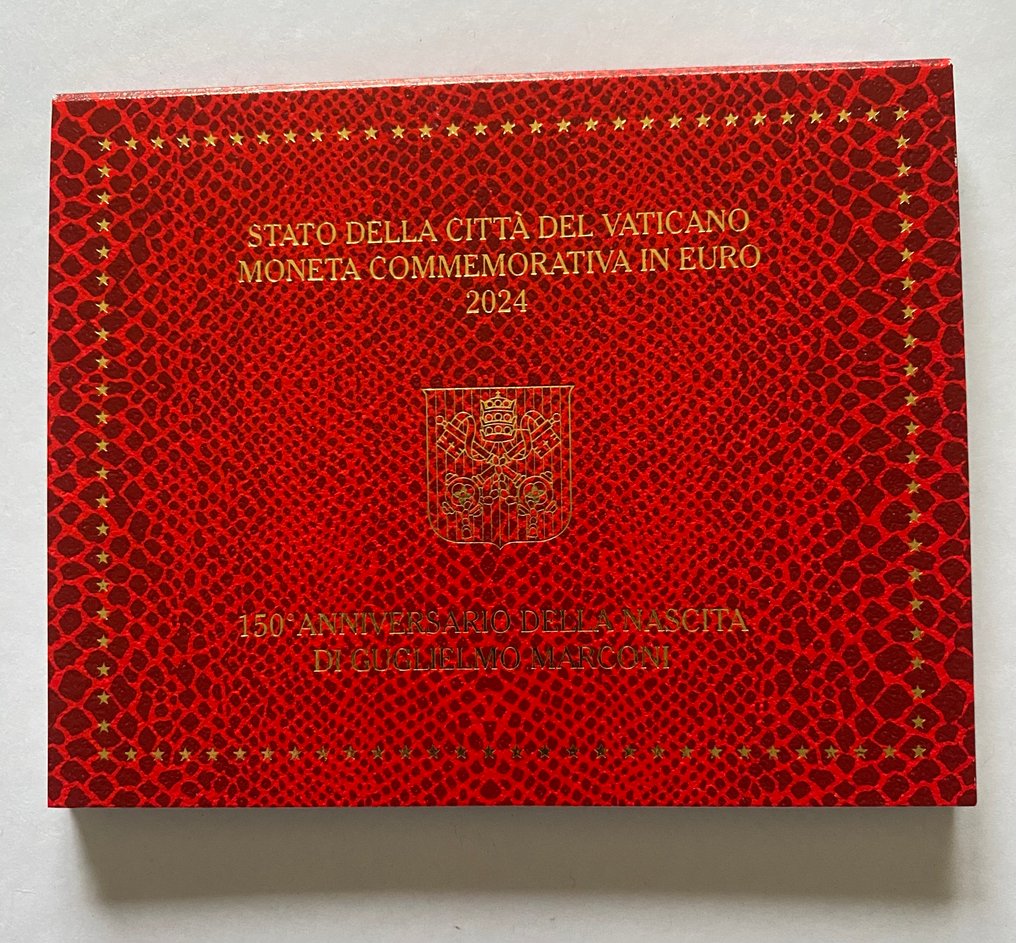 STATO DELLA CITTÀ DEL VATICANO
MONETA COMMEMORATIVA IN EURO
2024
150° ANNIVERSARIO DELLA NASCITA
DI GUGLIELMO MARCONI